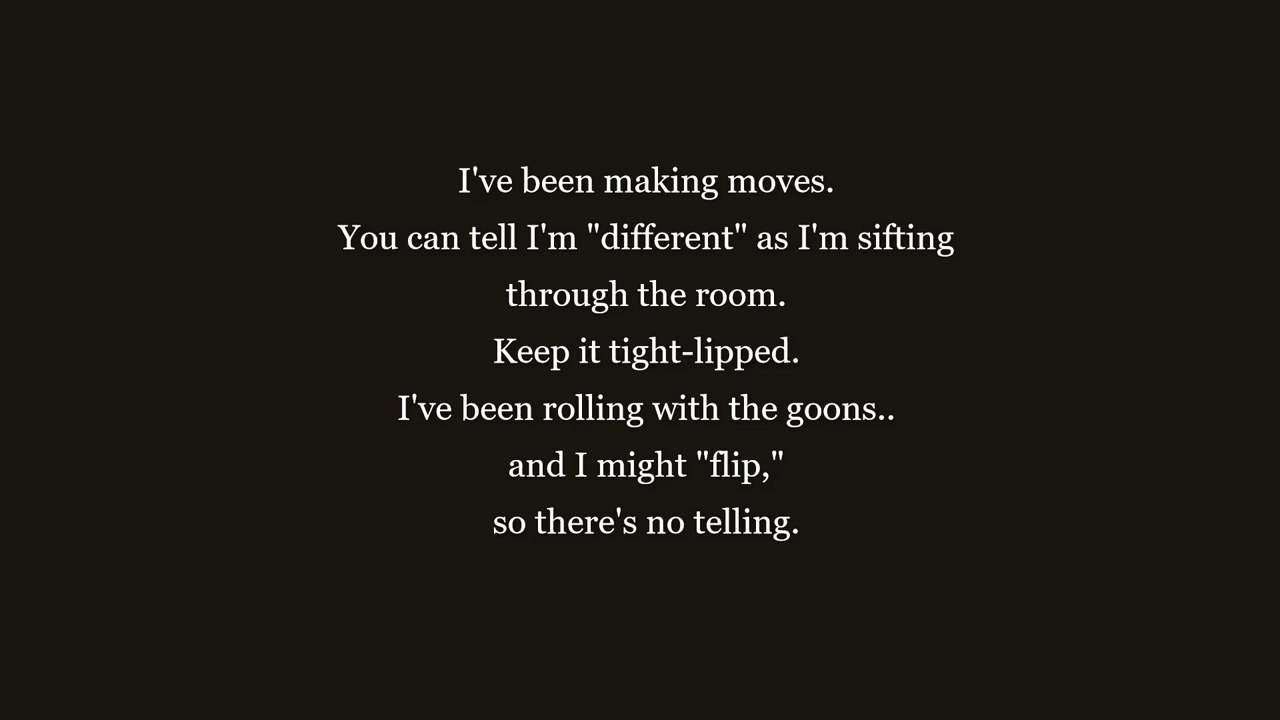 I've been making moves.
You can tell I'm "different" as I'm sifting
through the room.
Keep it tight-lipped.
I've been rolling with the goons..
and I might "flip,"
so there's no telling.